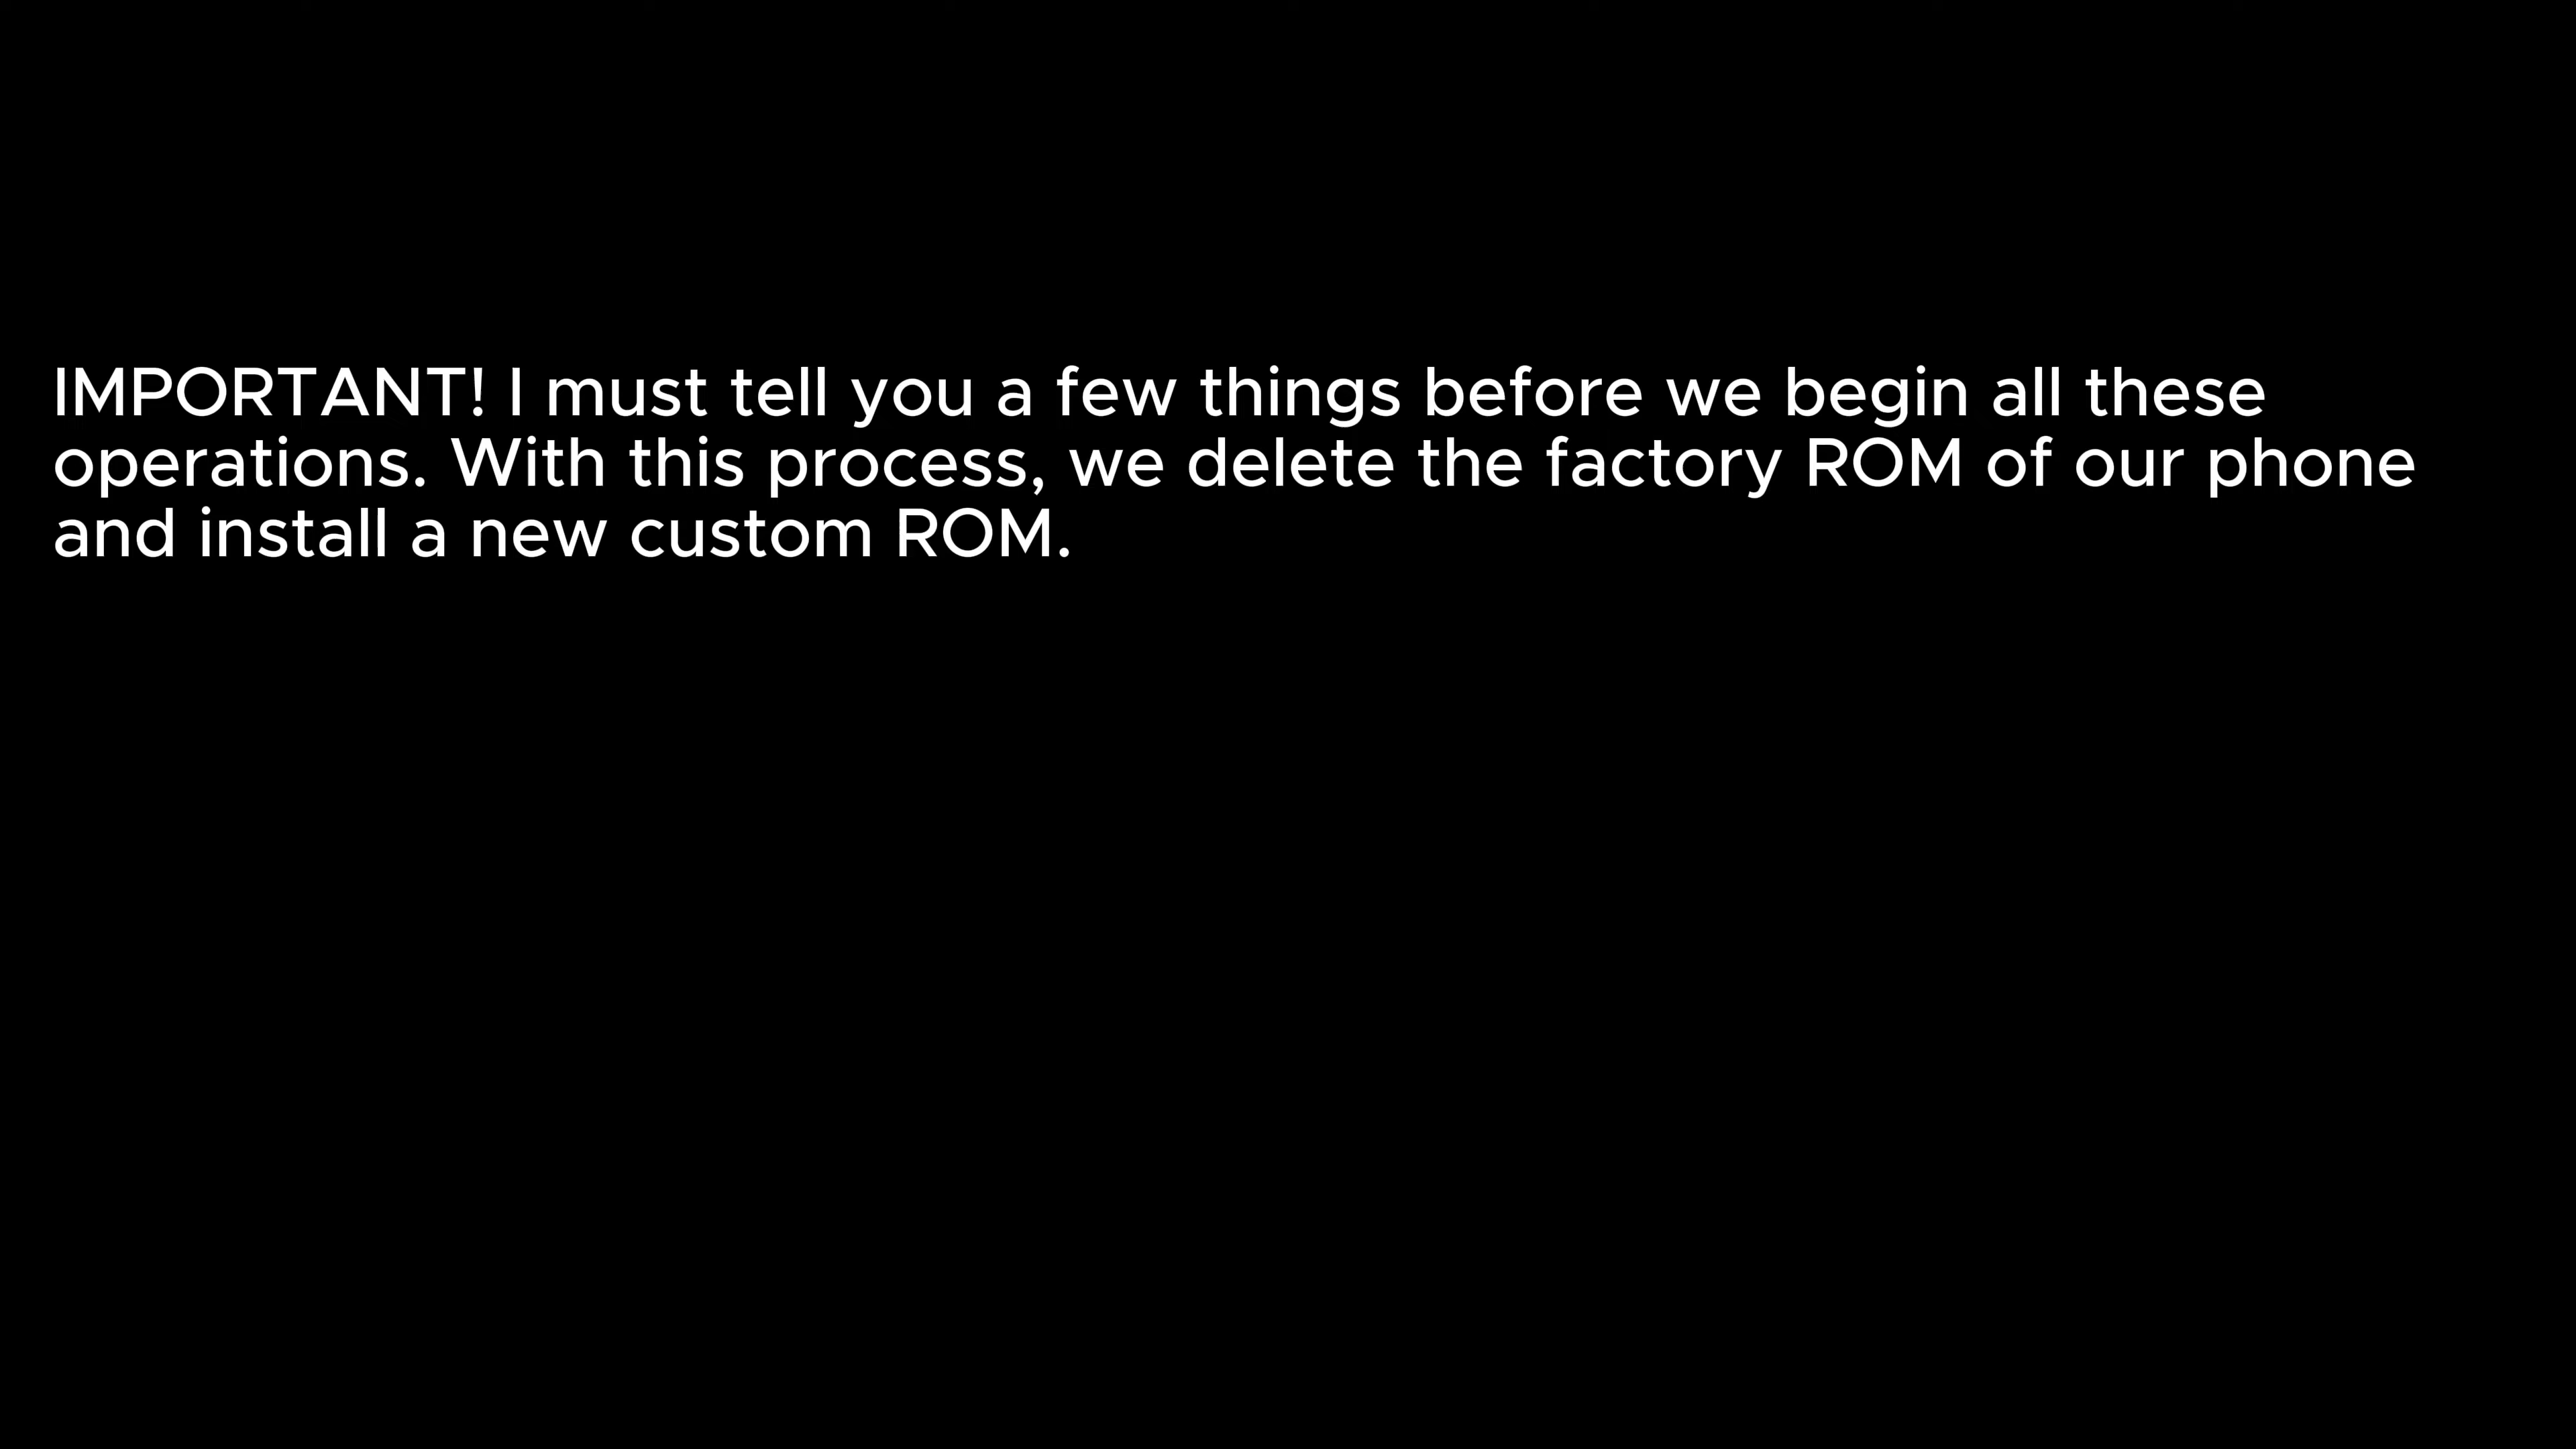 IMPORTANT! I must tell you a few things before we begin all these
operations. With this process, we delete the factory ROM of our phone
and install a new custom ROM.